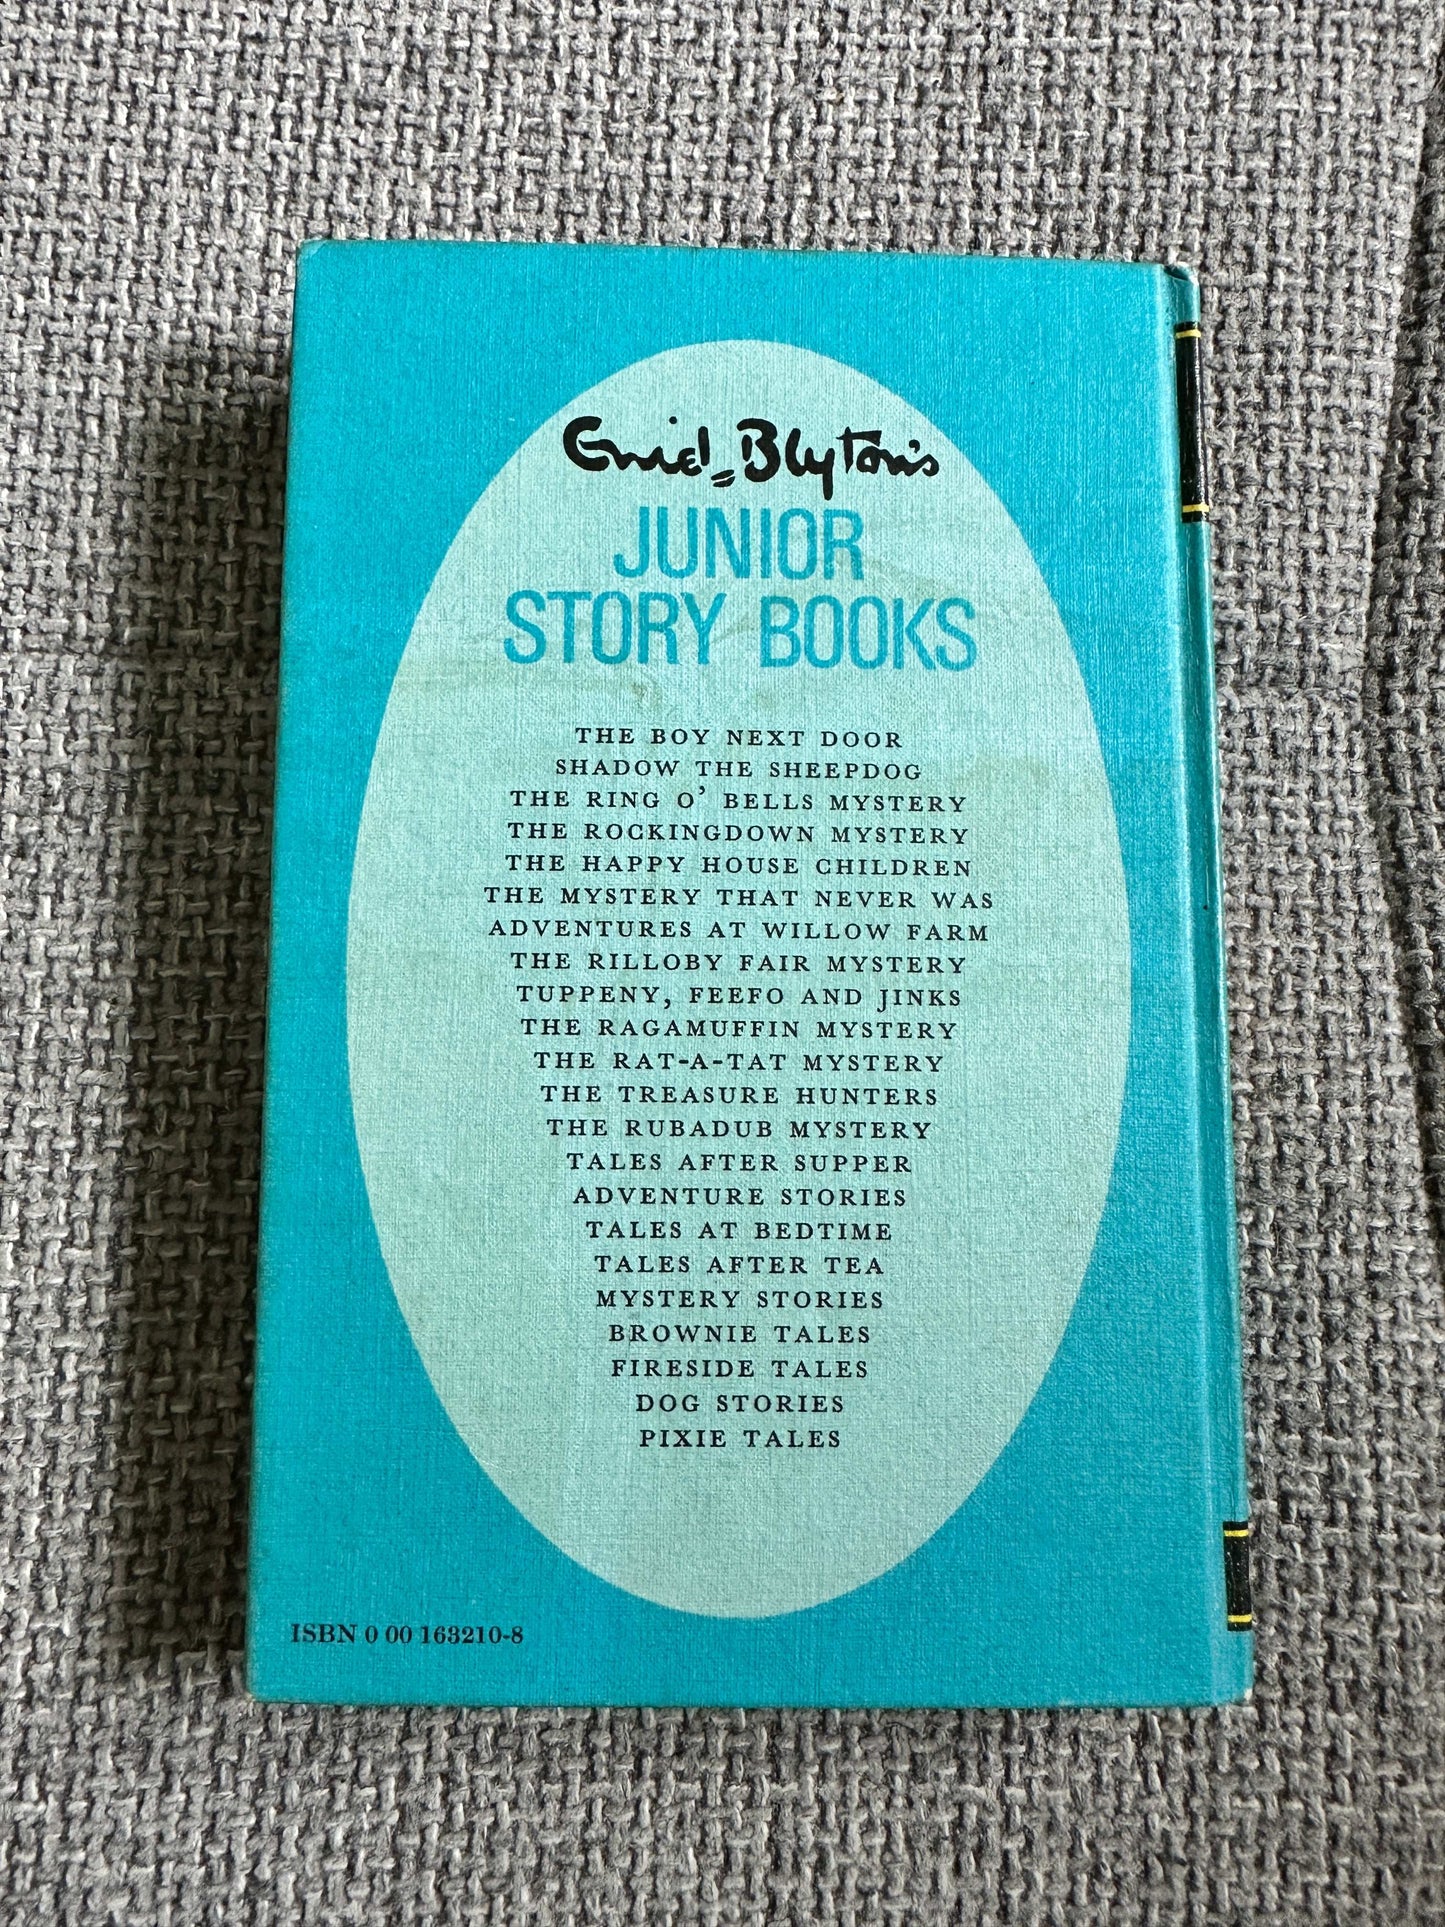 Enid Blyton's
JUNIOR
STORY BOOKS
THE BOY NEXT DOOR
SHADOW THE SHEEPDOG
THE RING O' BELLS MYSTERY
THE ROCKINGDOWN MYSTERY
THE HAPPY HOUSE CHILDREN
THE MYSTERY THAT NEVER WAS
ADVENTURES AT WILLOW FARM
THE RILLOBY FAIR MYSTERY
TUPPENY, FEEFO AND JINKS
THE RAGAMUFFIN MYSTERY
THE RAT-A-TAT MYSTERY
THE TREASURE HUNTERS
THE RUBADUB MYSTERY
TALES AFTER SUPPER
ADVENTURE STORIES
TALES AT BEDTIME
TALES AFTER TEA
MYSTERY STORIES
BROWNIE TALES
FIRESIDE TALES
DOG STORIES
PIXIE TALES
ISBN 0 00 163210-8